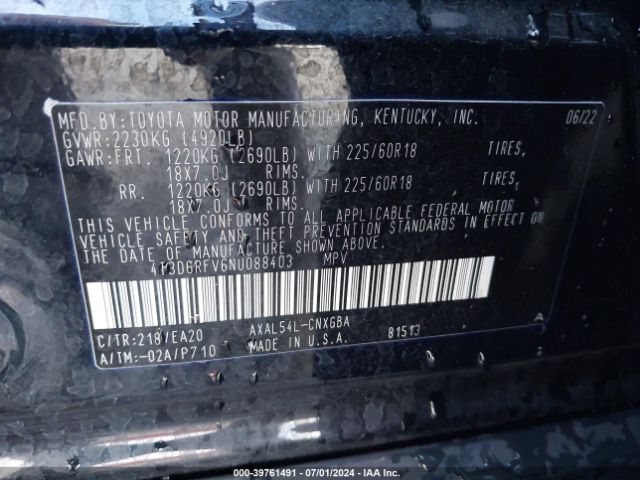 MFD.BY:TOYOTA MOTOR MANUFACTURING, KENTUCKY, INC. 06/22
GVWR:2230KG (4920LB)
GAWR:FRT. 1220KG (2690LB) WITH 225/60R18 TIRES,
18X7.0J RIMS.
RR. 1220KG (2690LB) WITH 225/60R18 TIRES,
18X7.0J RIMS.
THIS VEHICLE CONFORMS TO ALL APPLICABLE FEDERAL MOTOR
VEHICLE SAFETY AND THEFT PREVENTION STANDARDS IN EFFECT ON
THE DATE OF MANUFACTURE SHOWN ABOVE.
MPV
A
C/TR:218/EA20 AXAL54L-CNXGBA
A/TM:-02A/P710 MADE IN U.S.A. 81513
000-39761491 - 07/01/2024 - IAA Inc.